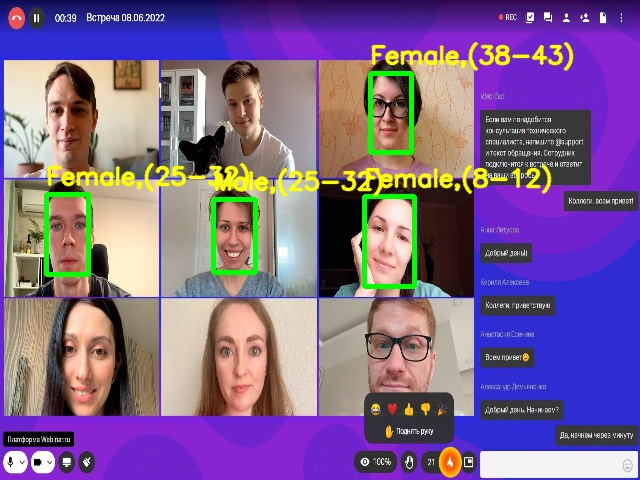 00:39 Встреча 08.06.2022
REC
Female,(38-43)
Female,(25-32)
Male,(25-32)
Female,(8-12)
Webi Bot
Если вам понадобится
консультация технического
специалиста, напишите @support
и текст обращения. Сотрудник
подключится к встрече и ответит
на ваши вопросы
Коллеги, всем привет!
Анна Литусва
Добрый день!)
Кирилл Алексеев
Коллеги, приветствую
Анастасия Есенина
Всем привет😊
Александр Демьяненко
Добрый день. Начинаем?
Да, начнем через минуту
Поднять руку
Платформа Webinar.ru
100%
21